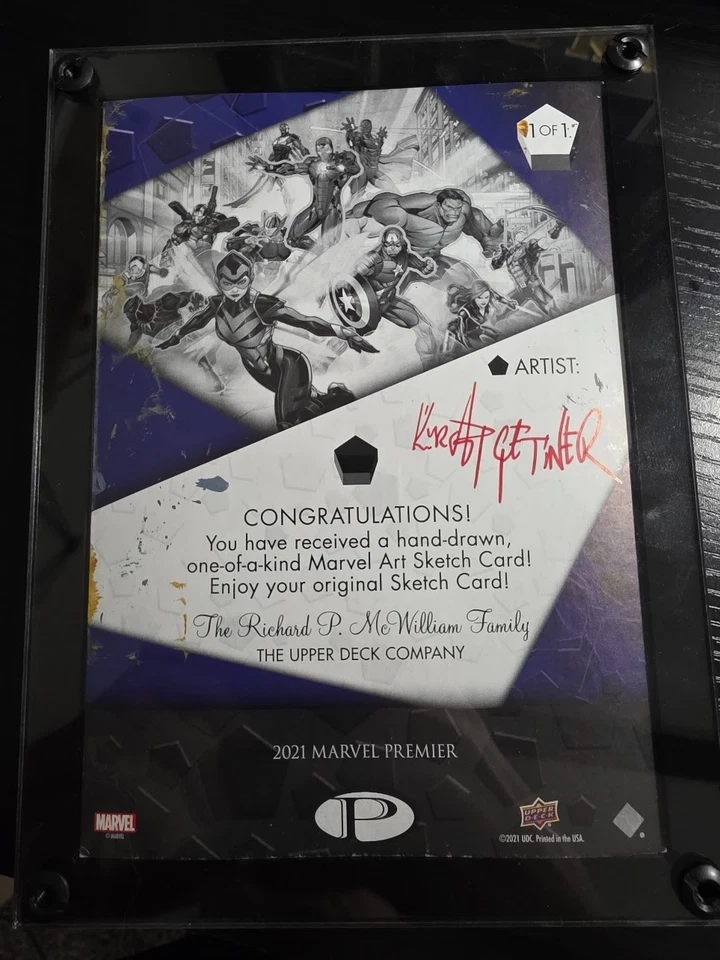 1 OF 1
ARTIST:
CONGRATULATIONS!
You have received a hand-drawn,
one-of-a-kind Marvel Art Sketch Card!
Enjoy your original Sketch Card!
The Richard P. McWilliam Family
THE UPPER DECK COMPANY
2021 MARVEL PREMIER
P
MARVEL
© MARVEL
UPPER
DECK
©2021 UDC. Printed in the USA.